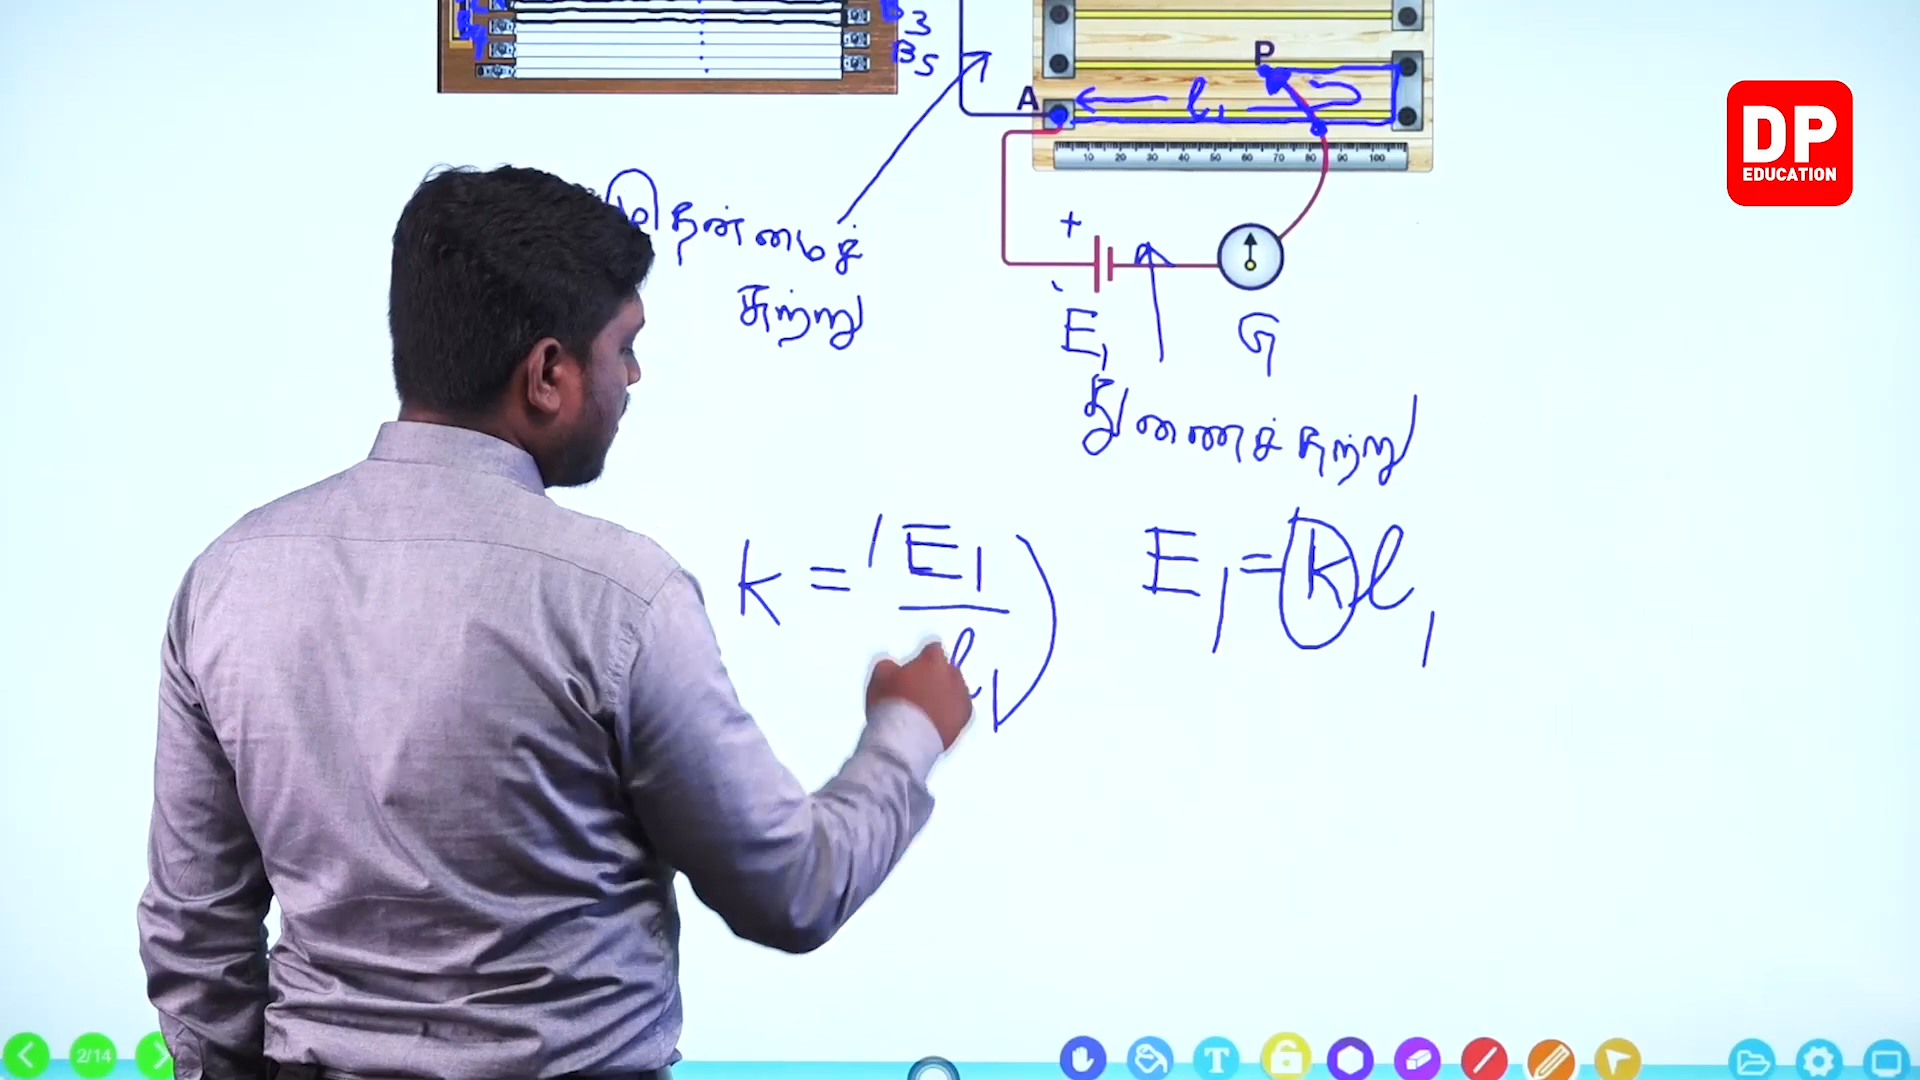 B3
B5
P
A
l1
10 20 30 40 50 60 70 80 90 100
DP
EDUCATION
முதன்மைச்
சுற்று
+
E1
G
துணைச்சுற்று
k = (E1/l1)
E1 = kl1
2/14
T